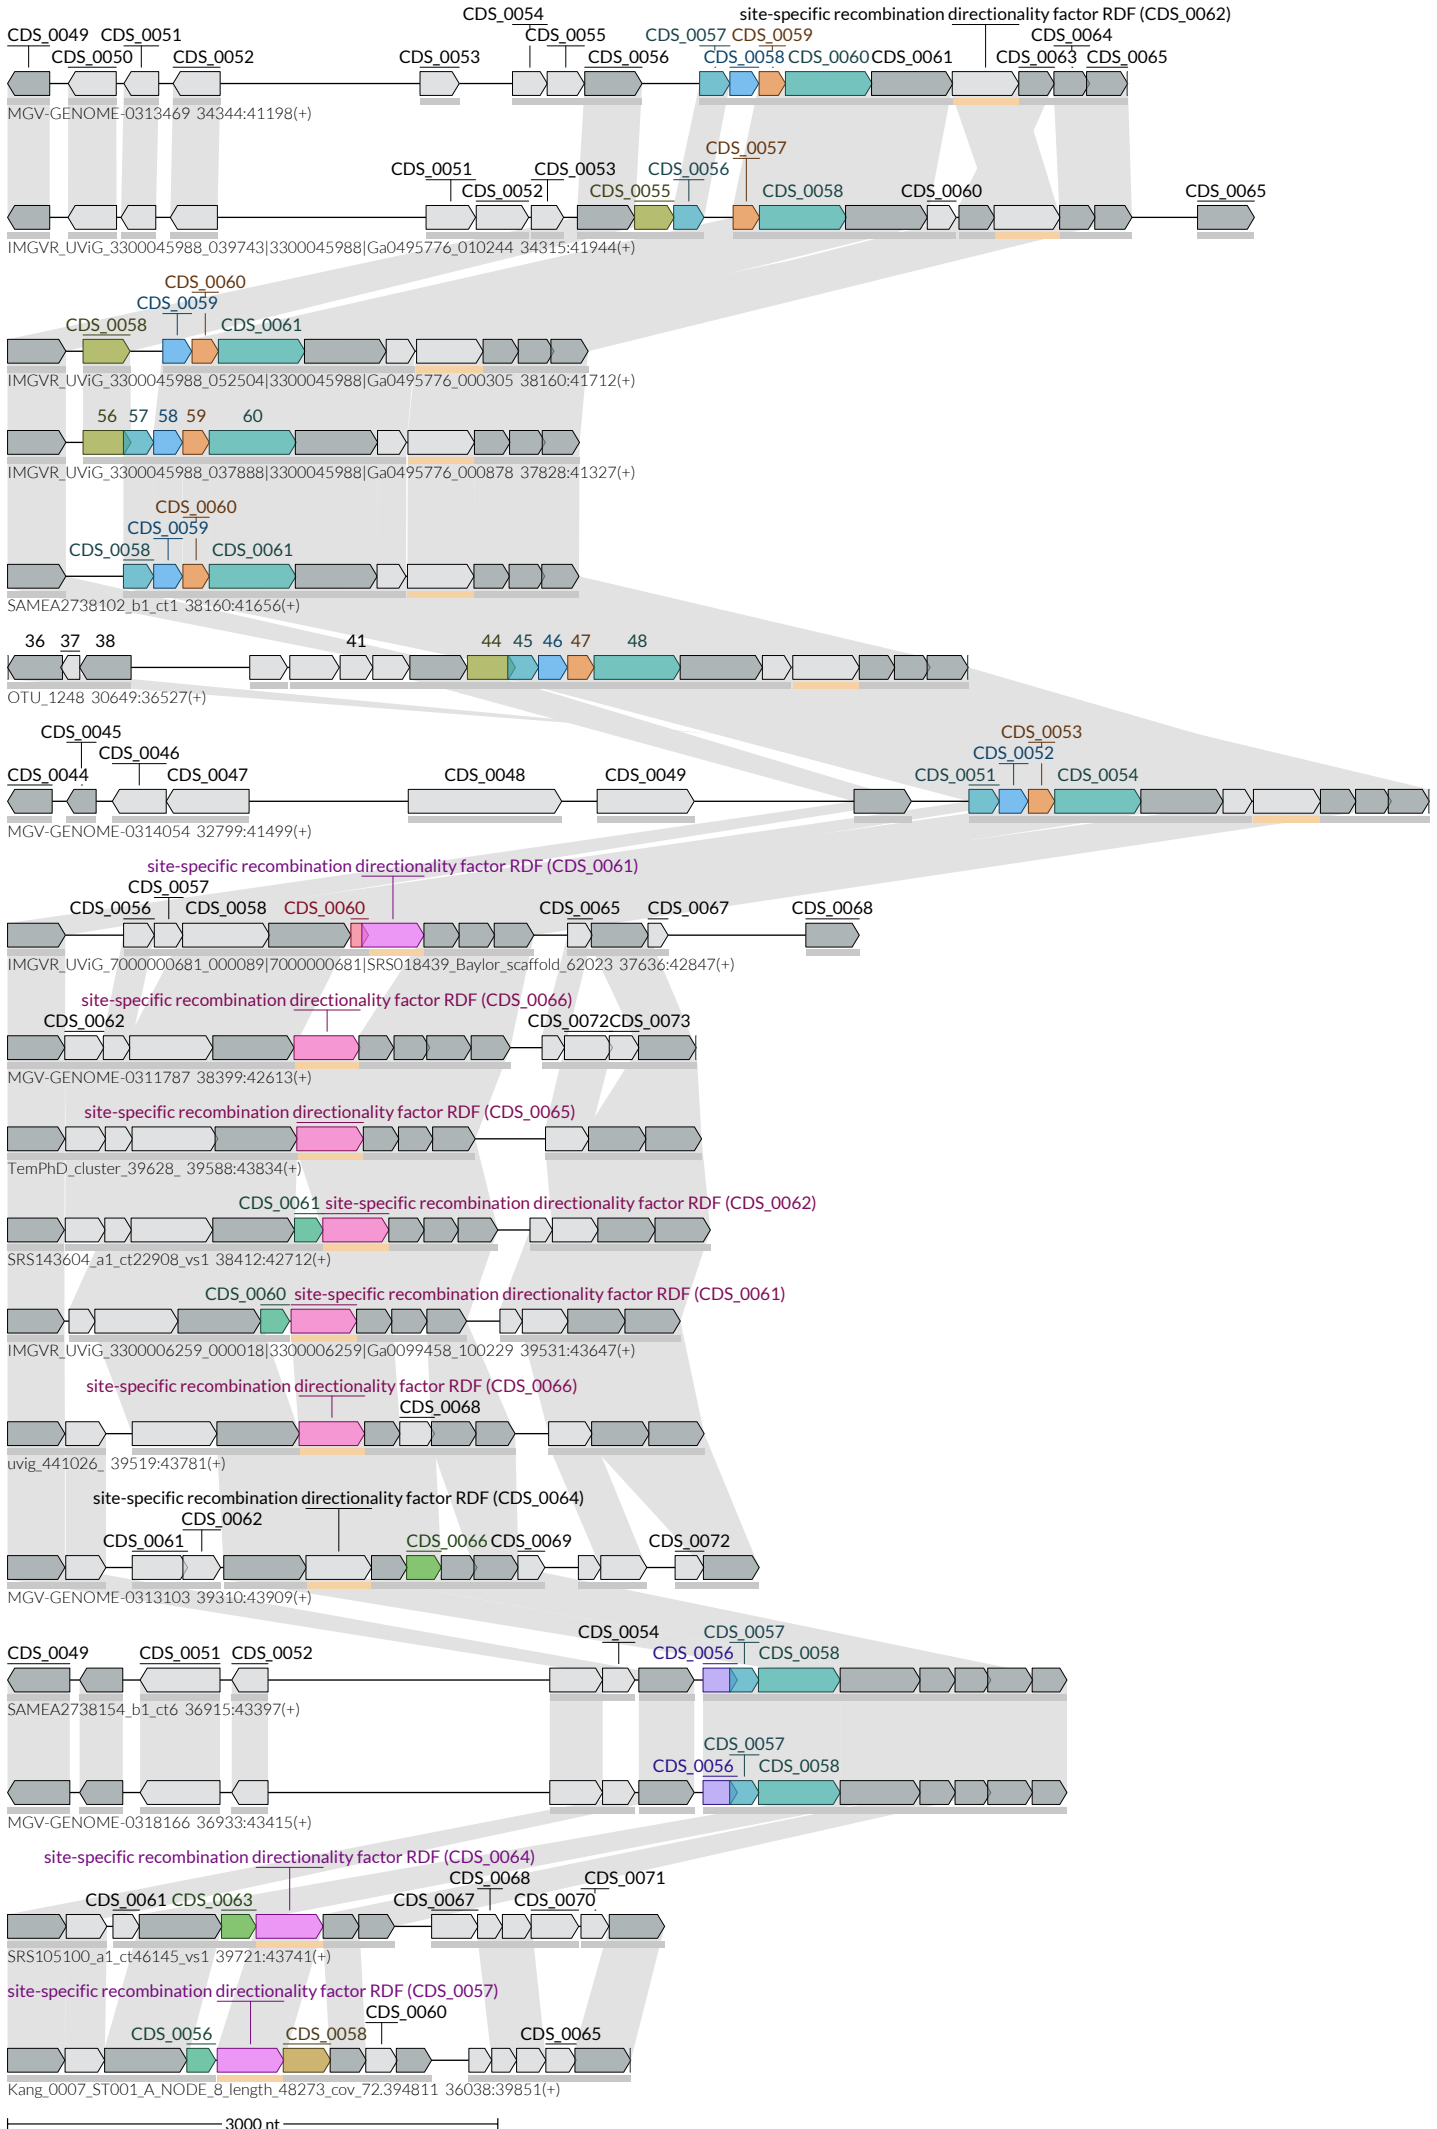 CDS_0054 site-specific recombination directionality factor RDF (CDS_0062)
CDS_0049 CDS_0051 CDS_0055 CDS_0057 CDS_0059 CDS_0064
CDS_0050 CDS_0052 CDS_0053 CDS_0056 CDS_0058 CDS_0060 CDS_0061 CDS_0063 CDS_0065
MGV-GENOME-0313469 34344:41198(+)
CDS_0057
CDS_0051 CDS_0053 CDS_0056
CDS_0052 CDS_0055 CDS_0058 CDS_0060 CDS_0065
IMGVR_UViG_3300045988_039743|3300045988|Ga0495776_010244 34315:41944(+)
CDS_0060
CDS_0059
CDS_0058 CDS_0061
IMGVR_UViG_3300045988_052504|3300045988|Ga0495776_000305 38160:41712(+)
56 57 58 59 60
IMGVR_UViG_3300045988_037888|3300045988|Ga0495776_000878 37828:41327(+)
CDS_0060
CDS_0059
CDS_0058 CDS_0061
SAMEA2738102_b1_ct1 38160:41656(+)
36 37 38 41 44 45 46 47 48
OTU_1248 30649:36527(+)
CDS_0045 CDS_0053
CDS_0046 CDS_0052
CDS_0044 CDS_0047 CDS_0048 CDS_0049 CDS_0051 CDS_0054
MGV-GENOME-0314054 32799:41499(+)
site-specific recombination directionality factor RDF (CDS_0061)
CDS_0057
CDS_0056 CDS_0058 CDS_0060 CDS_0065 CDS_0067 CDS_0068
IMGVR_UViG_7000000681_000089|7000000681|SRS018439_Baylor_scaffold_62023 37636:42847(+)
site-specific recombination directionality factor RDF (CDS_0066)
CDS_0062 CDS_0072 CDS_0073
MGV-GENOME-0311787 38399:42613(+)
site-specific recombination directionality factor RDF (CDS_0065)
TemPhD_cluster_39628_ 39588:43834(+)
CDS_0061 site-specific recombination directionality factor RDF (CDS_0062)
SRS143604_a1_ct22908_vs1 38412:42712(+)
CDS_0060 site-specific recombination directionality factor RDF (CDS_0061)
IMGVR_UViG_3300006259_000018|3300006259|Ga0099458_100229 39531:43647(+)
site-specific recombination directionality factor RDF (CDS_0066)
CDS_0068
uvig_441026_ 39519:43781(+)
site-specific recombination directionality factor RDF (CDS_0064)
CDS_0062
CDS_0061 CDS_0066 CDS_0069 CDS_0072
MGV-GENOME-0313103 39310:43909(+)
CDS_0054 CDS_0057
CDS_0049 CDS_0051 CDS_0052 CDS_0056 CDS_0058
SAMEA2738154_b1_ct6 36915:43397(+)
CDS_0057
CDS_0056 CDS_0058
MGV-GENOME-0318166 36933:43415(+)
site-specific recombination directionality factor RDF (CDS_0064)
CDS_0068 CDS_0071
CDS_0061 CDS_0063 CDS_0067 CDS_0070
SRS105100_a1_ct46145_vs1 39721:43741(+)
site-specific recombination directionality factor RDF (CDS_0057)
CDS_0060
CDS_0056 CDS_0058 CDS_0065
Kang_0007_ST001_A_NODE_8_length_48273_cov_72.394811 36038:39851(+)
3000 nt